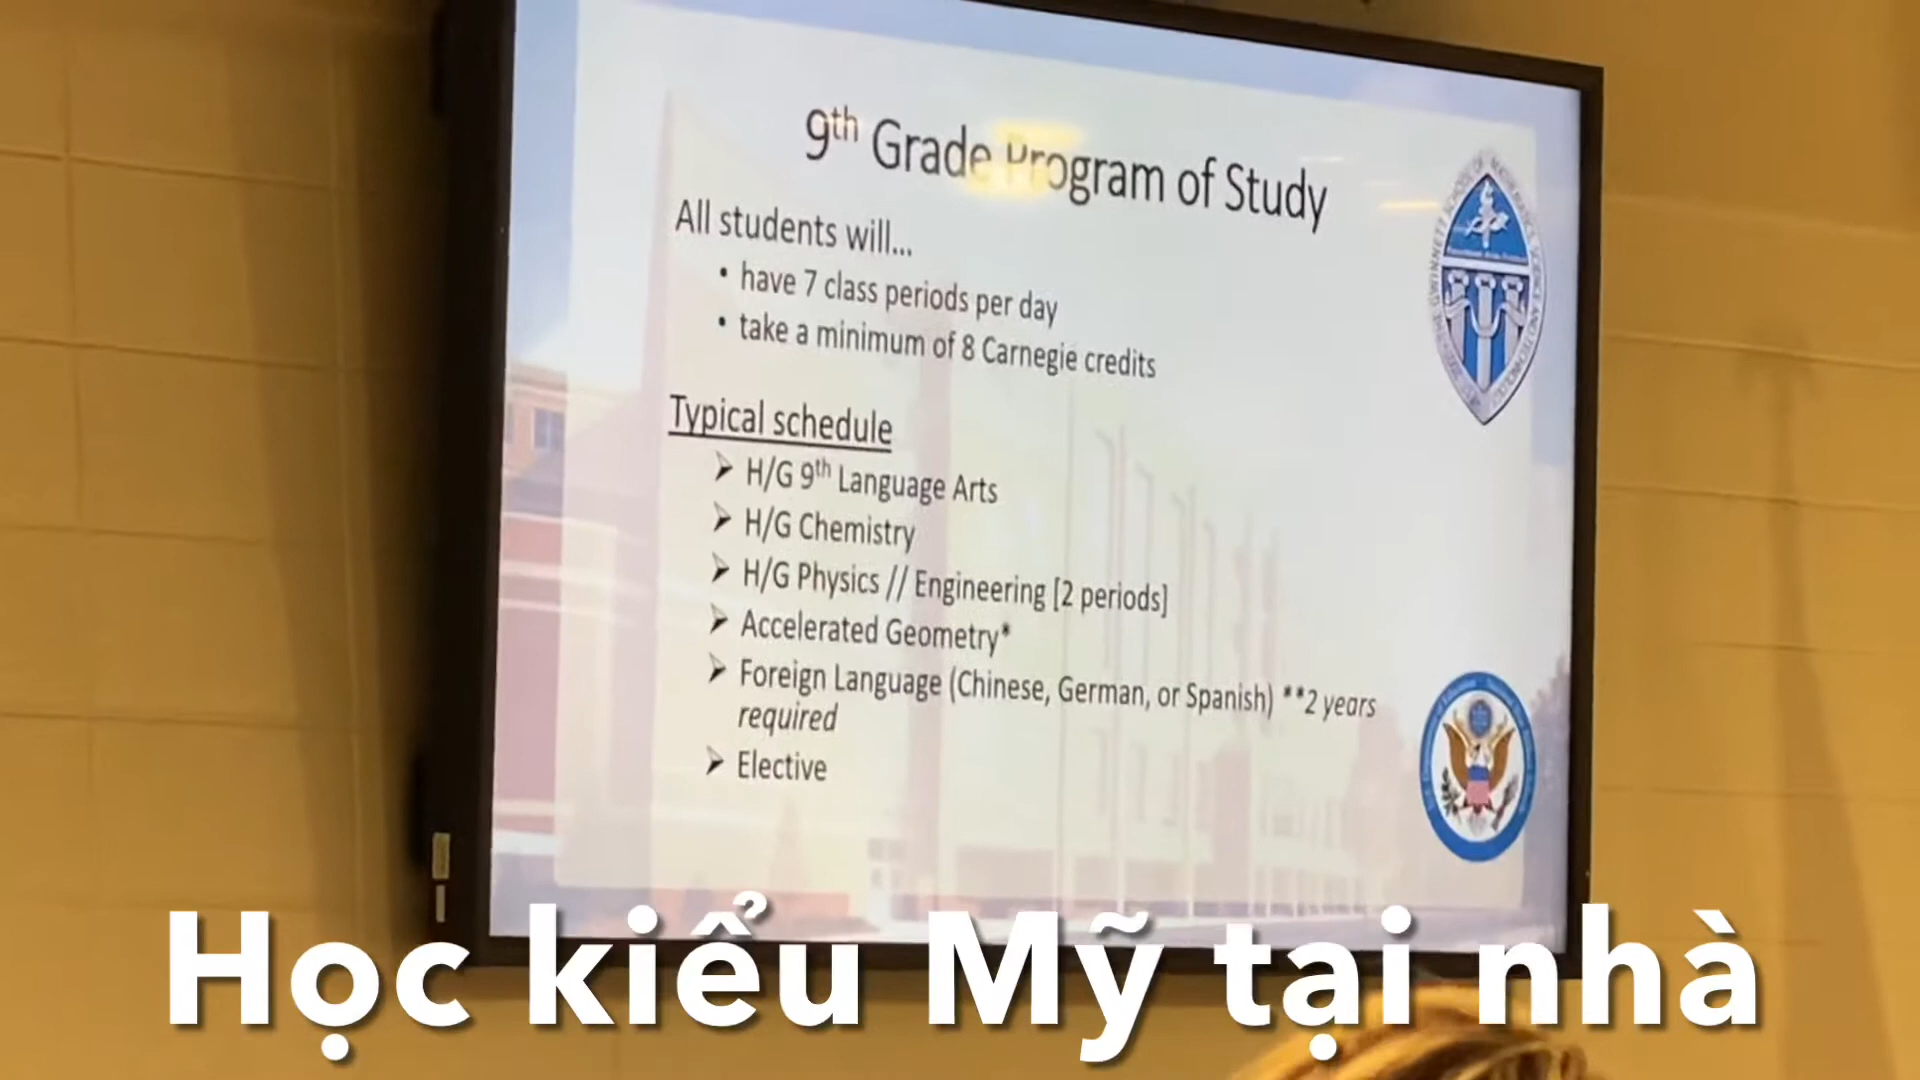 9th Grade Program of Study
All students will...
• have 7 class periods per day
• take a minimum of 8 Carnegie credits
Typical schedule
➢ H/G 9th Language Arts
➢ H/G Chemistry
➢ H/G Physics // Engineering [2 periods]
➢ Accelerated Geometry*
➢ Foreign Language (Chinese, German, or Spanish) **2 years
required
➢ Elective
Học kiểu Mỹ tại nhà